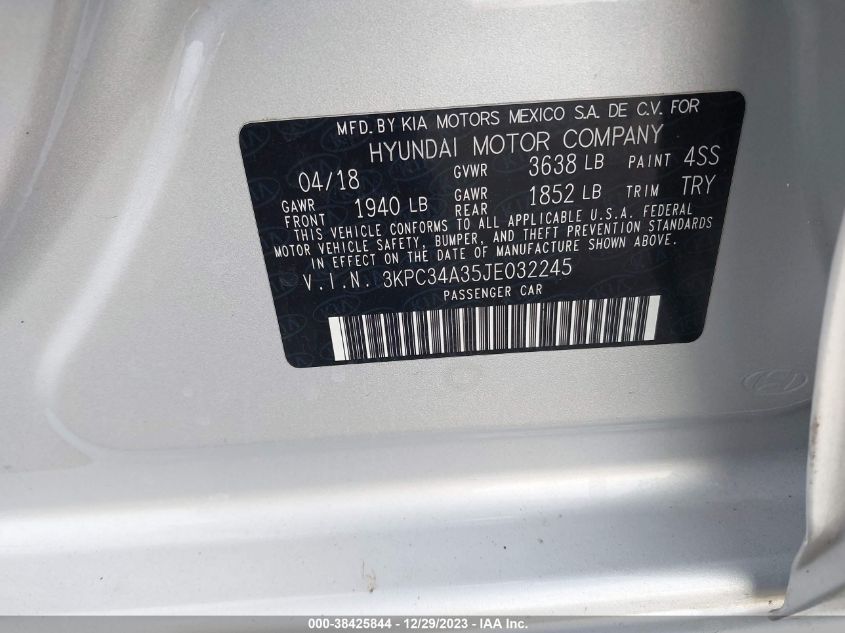 MFD. BY KIA MOTORS MEXICO S.A. DE C.V. FOR
HYUNDAI MOTOR COMPANY
04/18 GVWR 3638 LB PAINT 4SS
GAWR FRONT 1940 LB GAWR REAR 1852 LB TRIM TRY
THIS VEHICLE CONFORMS TO ALL APPLICABLE U.S.A. FEDERAL
MOTOR VEHICLE SAFETY, BUMPER, AND THEFT PREVENTION STANDARDS
IN EFFECT ON THE DATE OF MANUFACTURE SHOWN ABOVE.
V.I.N. 3KPC34A35JE032245
PASSENGER CAR
000-38425844 - 12/29/2023 - IAA Inc.